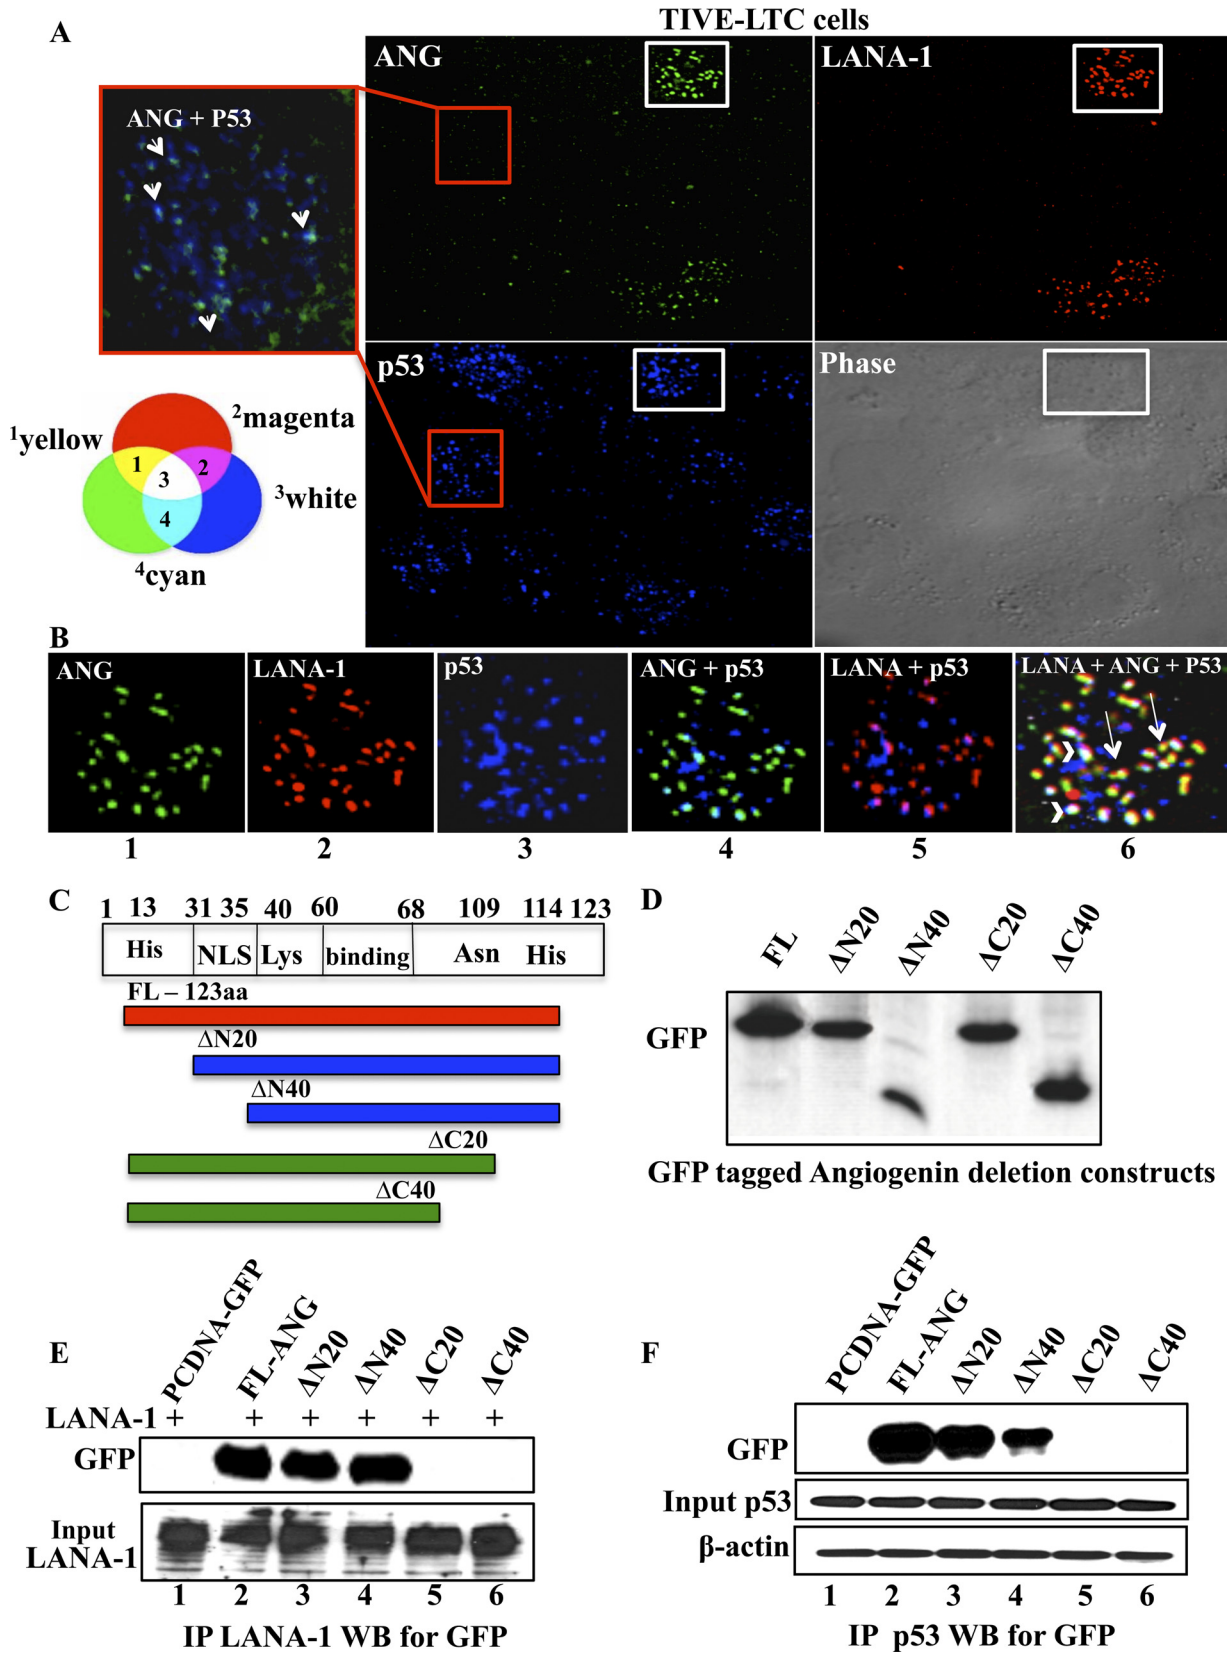 A
TIVE-LTC cells
ANG
LANA-1
ANG + P53
p53
Phase
²magenta
¹yellow
1
2
3
³white
4
⁴cyan
B
ANG
LANA-1
p53
ANG + p53
LANA + p53
LANA + ANG + P53
1 2 3 4 5 6
C
1 13 31 35 40 60 68 109 114 123
His NLS Lys binding Asn His
FL – 123aa
ΔN20
ΔN40
ΔC20
ΔC40
D
FL ΔN20 ΔN40 ΔC20 ΔC40
GFP
GFP tagged Angiogenin deletion constructs
E
PCDNA-GFP FL-ANG ΔN20 ΔN40 ΔC20 ΔC40
LANA-1 + + + + + +
GFP
Input
LANA-1
1 2 3 4 5 6
IP LANA-1 WB for GFP
F
PCDNA-GFP FL-ANG ΔN20 ΔN40 ΔC20 ΔC40
GFP
Input p53
β-actin
1 2 3 4 5 6
IP p53 WB for GFP